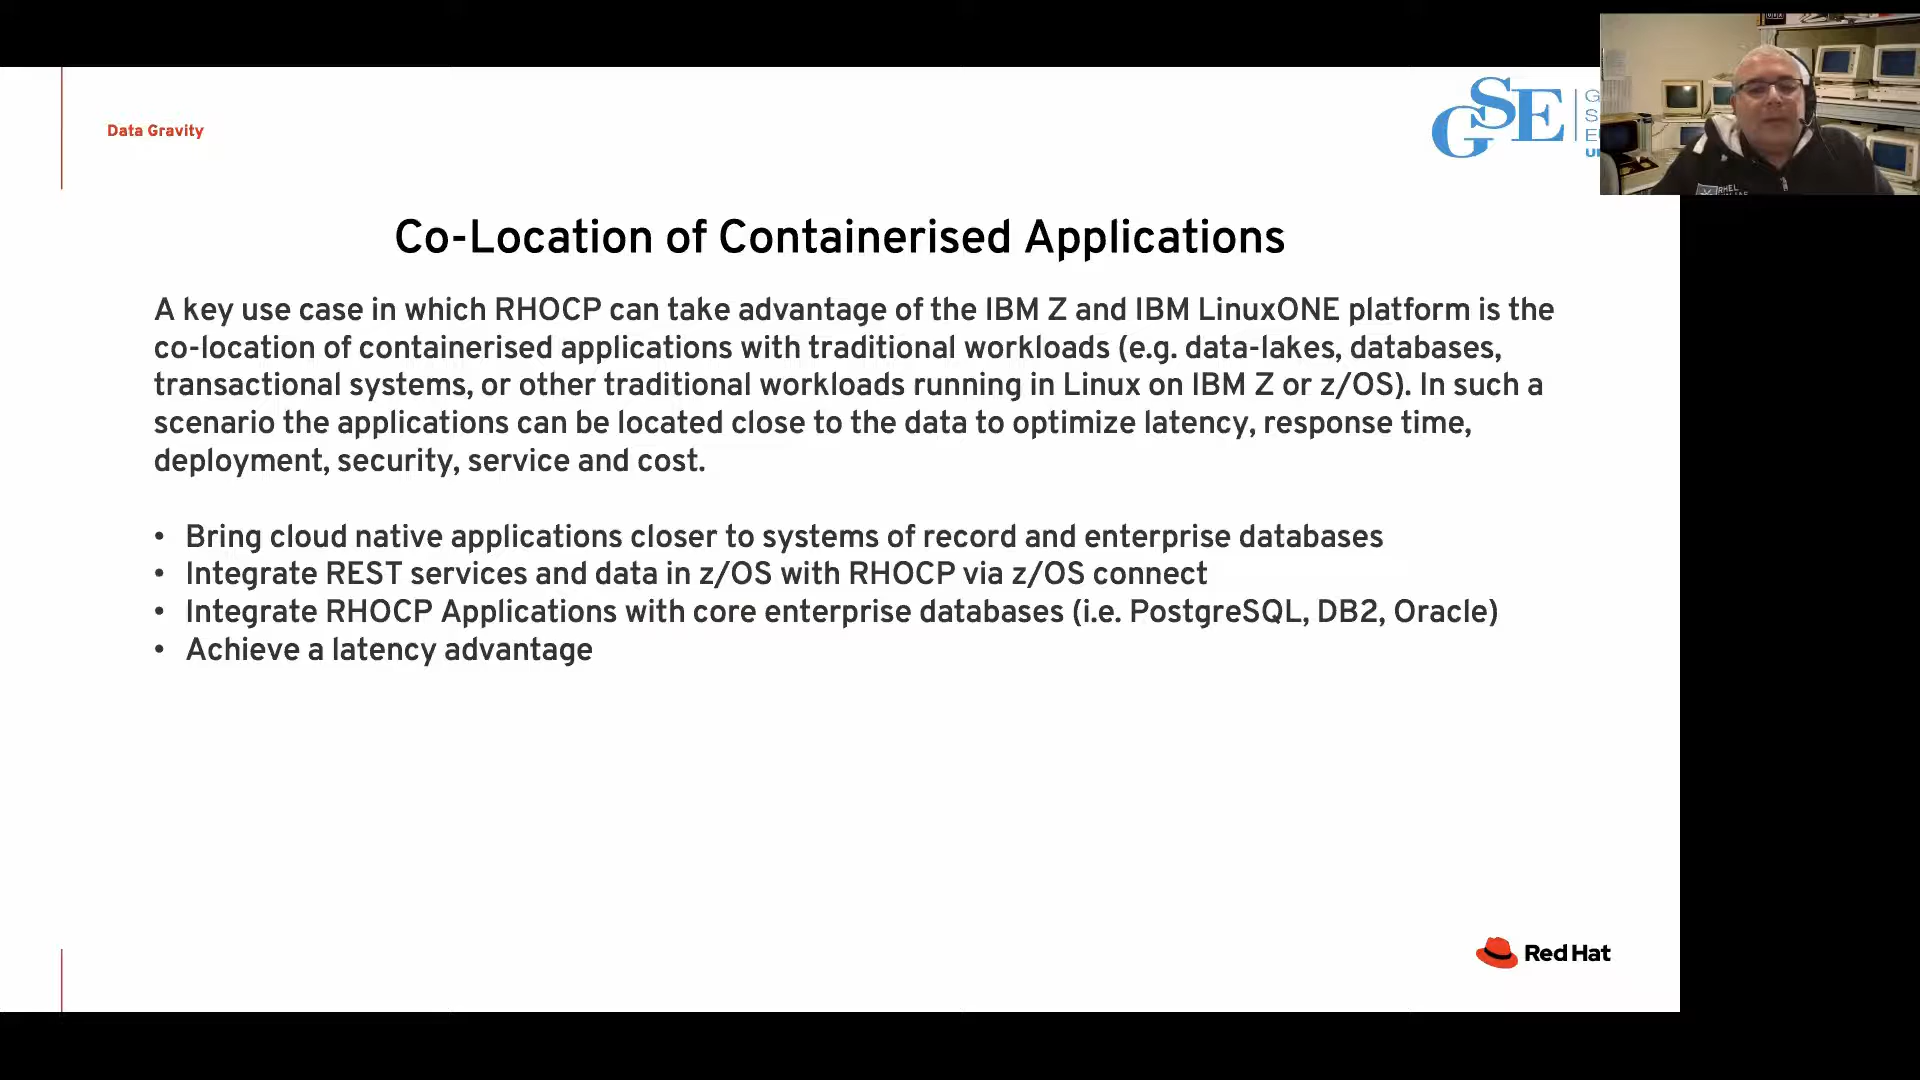 Data Gravity
GSE
G
S
E
U
Co-Location of Containerised Applications
A key use case in which RHOCP can take advantage of the IBM Z and IBM LinuxONE platform is the
co-location of containerised applications with traditional workloads (e.g. data-lakes, databases,
transactional systems, or other traditional workloads running in Linux on IBM Z or z/OS). In such a
scenario the applications can be located close to the data to optimize latency, response time,
deployment, security, service and cost.
• Bring cloud native applications closer to systems of record and enterprise databases
• Integrate REST services and data in z/OS with RHOCP via z/OS connect
• Integrate RHOCP Applications with core enterprise databases (i.e. PostgreSQL, DB2, Oracle)
• Achieve a latency advantage
Red Hat